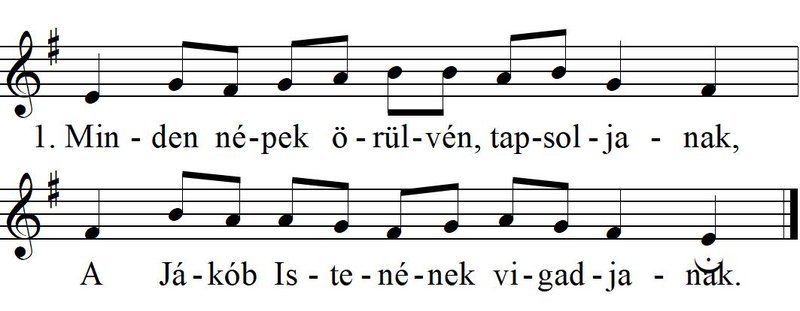 1. Min - den né - pek ö - rül - vén, tap - sol - ja - nak,
A Já - kób Is - te - né - nek vi - gad - ja - nak.